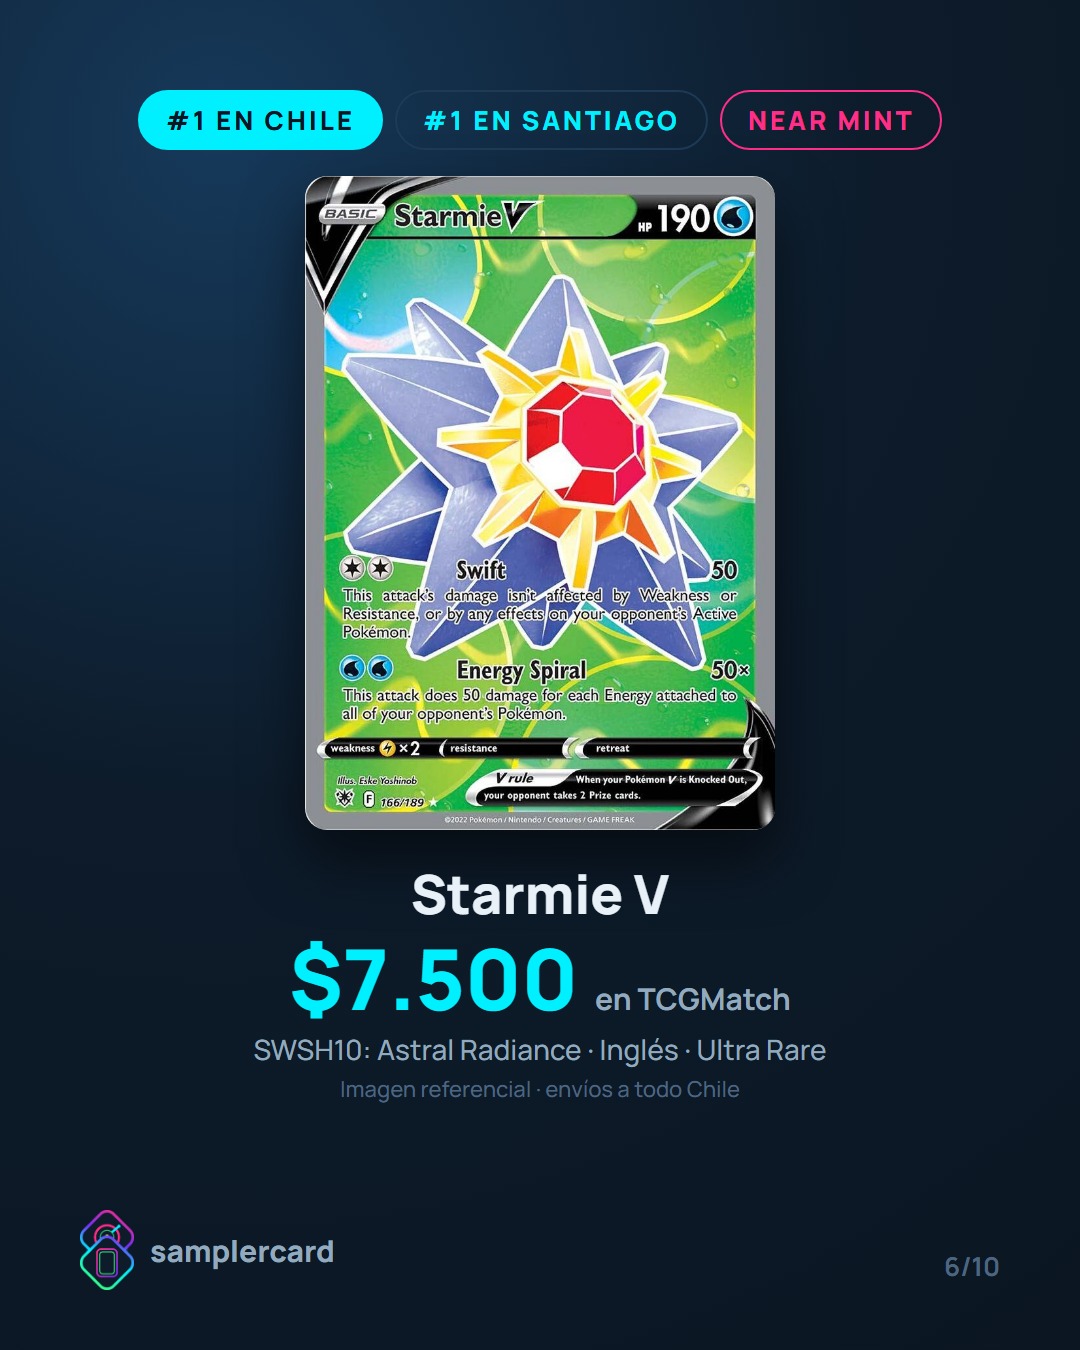 #1 EN CHILE
#1 EN SANTIAGO
NEAR MINT
BASIC Starmie V HP 190
Swift 50
This attack's damage isn't affected by Weakness or
Resistance, or by any effects on your opponent's Active
Pokémon.
Energy Spiral 50×
This attack does 50 damage for each Energy attached to
all of your opponent's Pokémon.
weakness ×2 resistance retreat
Illus. Eske Yoshinob
V rule When your Pokémon V is Knocked Out,
your opponent takes 2 Prize cards.
F 166/189
©2022 Pokémon / Nintendo / Creatures / GAME FREAK
Starmie V
$7.500 en TCGMatch
SWSH10: Astral Radiance · Inglés · Ultra Rare
Imagen referencial · envíos a todo Chile
samplercard
6/10